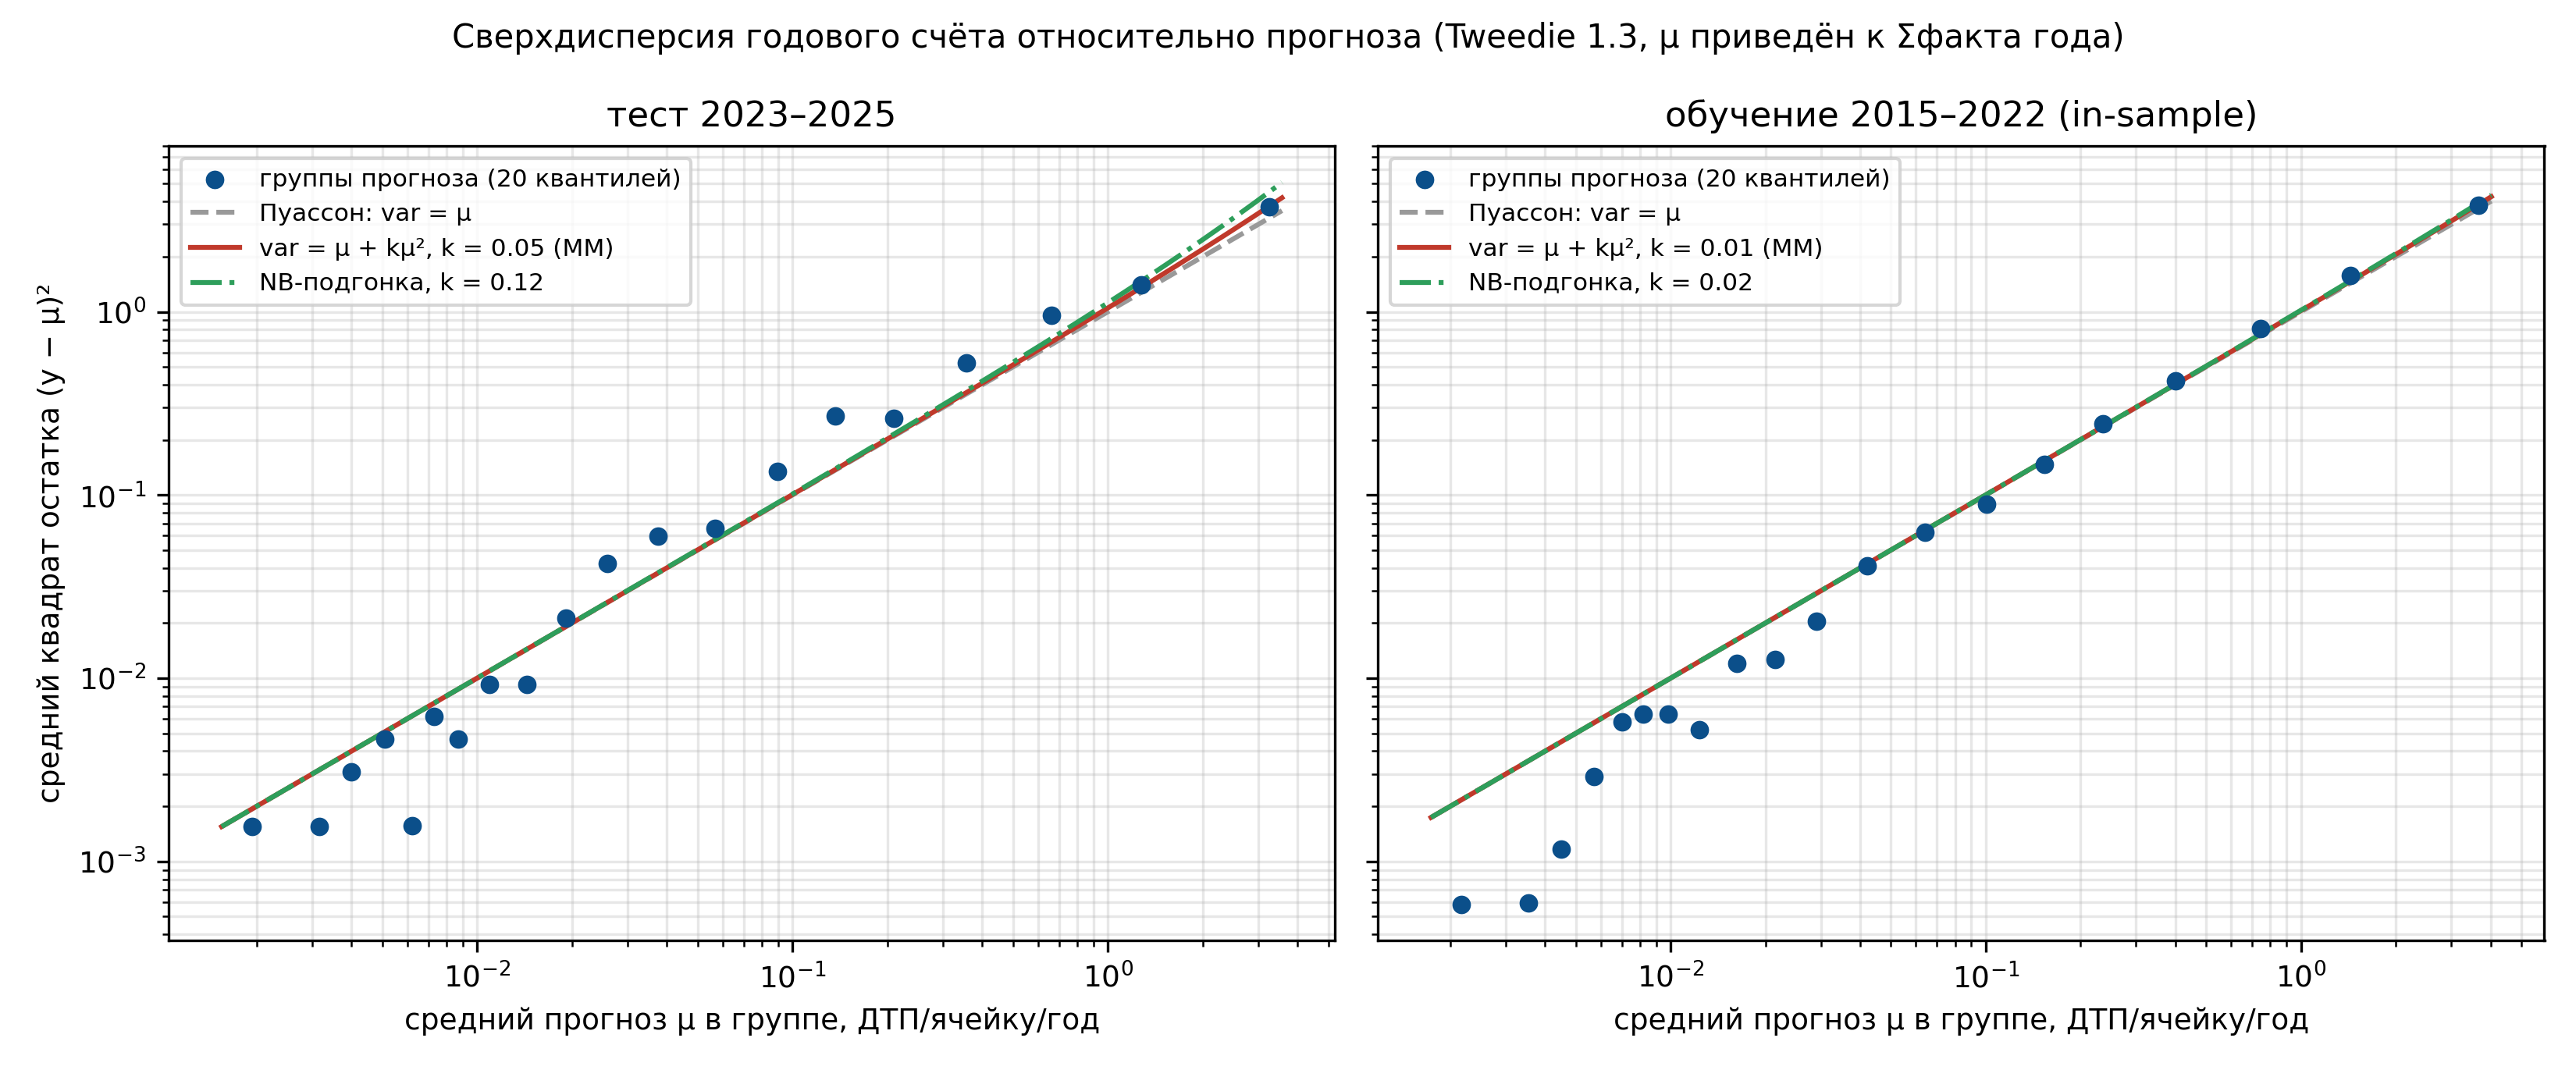 Сверхдисперсия годового счёта относительно прогноза (Tweedie 1.3, μ приведён к Σфакта года)
тест 2023–2025
группы прогноза (20 квантилей)
Пуассон: var = μ
var = μ + kμ², k = 0.05 (ММ)
NB-подгонка, k = 0.12
средний квадрат остатка (y − μ)²
10⁰
10⁻¹
10⁻²
10⁻³
10⁻² 10⁻¹ 10⁰
средний прогноз μ в группе, ДТП/ячейку/год
обучение 2015–2022 (in-sample)
группы прогноза (20 квантилей)
Пуассон: var = μ
var = μ + kμ², k = 0.01 (ММ)
NB-подгонка, k = 0.02
10⁻² 10⁻¹ 10⁰
средний прогноз μ в группе, ДТП/ячейку/год